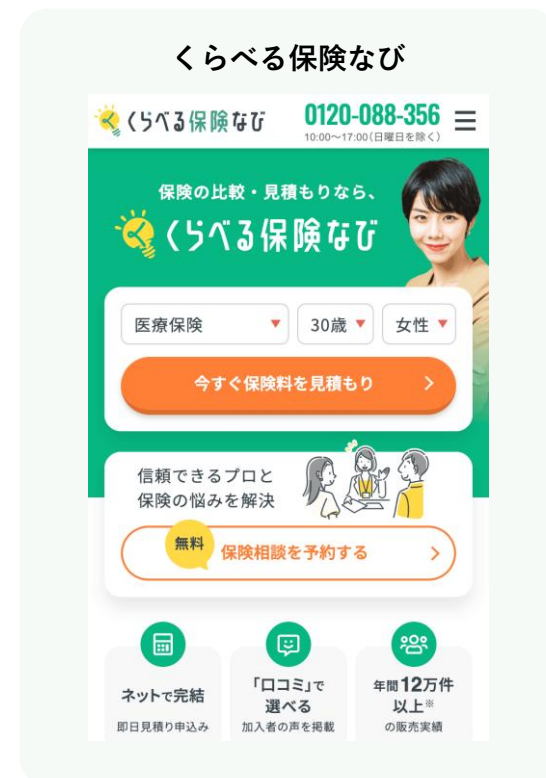 くらべる保険なび
くらべる保険なび
0120-088-356
10:00〜17:00(日曜日を除く)
保険の比較・見積もりなら、
くらべる保険なび
医療保険
30歳
女性
今すぐ保険料を見積もり
信頼できるプロと
保険の悩みを解決
無料
保険相談を予約する
ネットで完結
即日見積り申込み
「口コミ」で
選べる
加入者の声を掲載
年間12万件
以上※
の販売実績